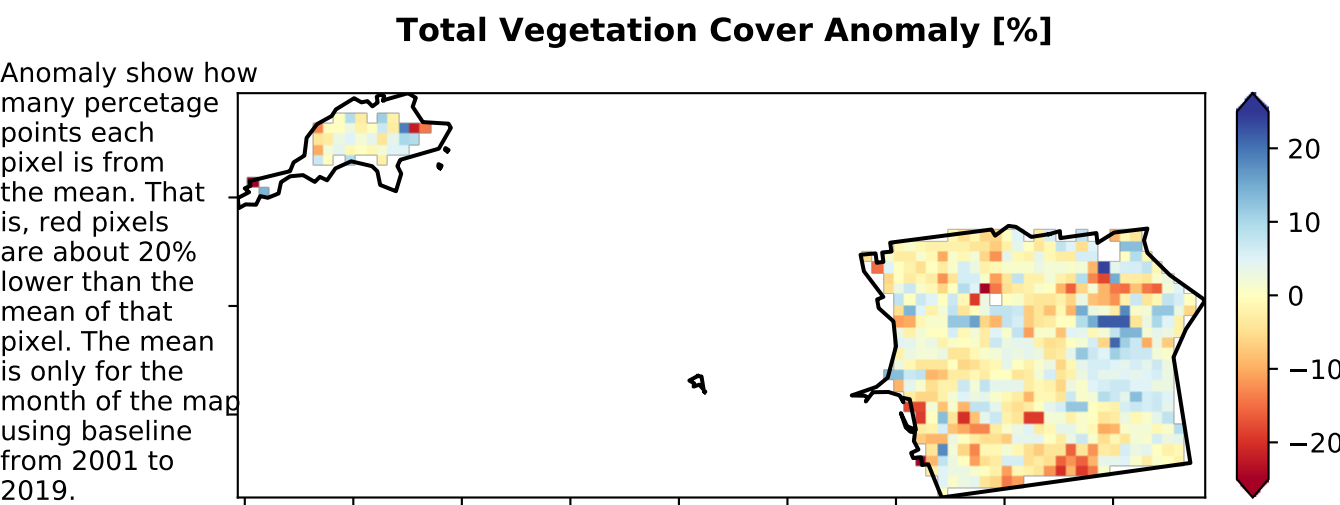 Total Vegetation Cover Anomaly [%]
Anomaly show how
many percetage
points each
pixel is from
the mean. That
is, red pixels
are about 20%
lower than the
mean of that
pixel. The mean
is only for the
month of the map
using baseline
from 2001 to
2019.
20
10
0
−10
−20